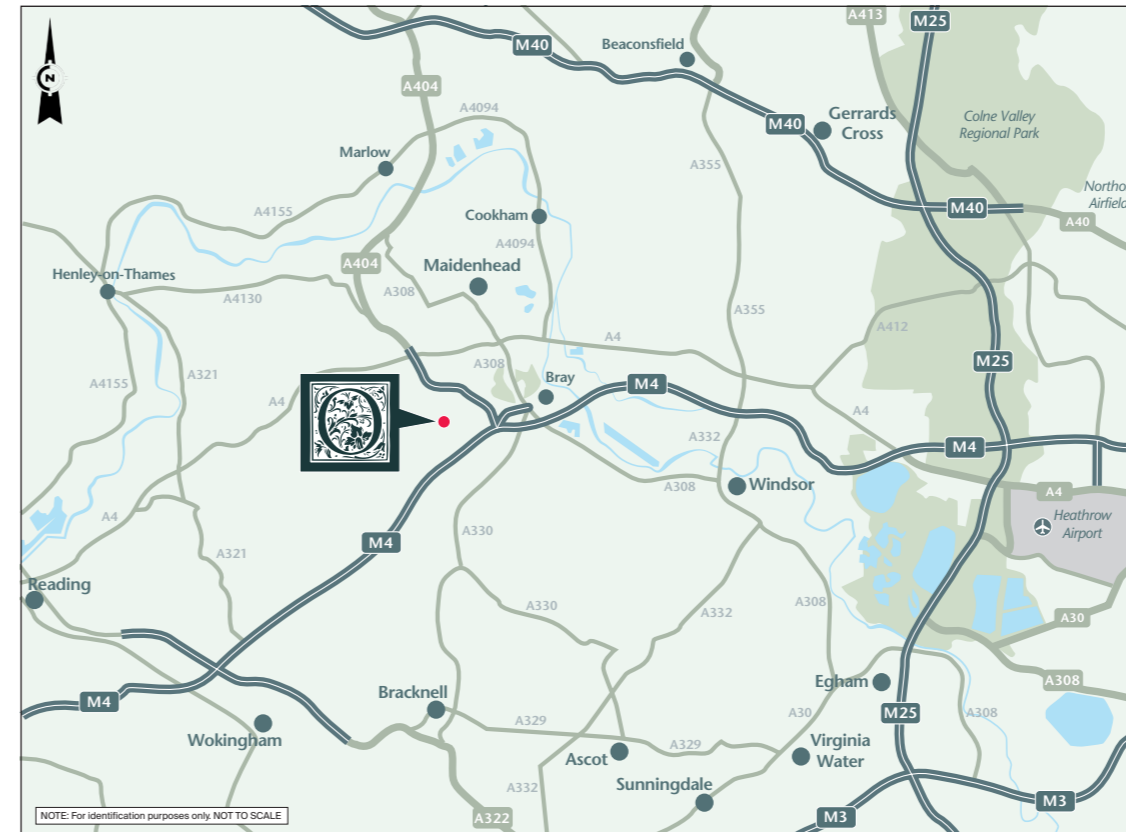 M25
A413
M40
Beaconsfield
N
A404
A4094
Gerrards
Cross
M40
Colne Valley
Regional Park
Marlow
A355
Northo
Airfield
A4155
Cookham
M40
A40
A4094
Maidenhead
A404
Henley-on-Thames
A308
A4130
A355
A412
A4
A308
M25
A321
Bray
M4
A4155
A4
O
A4
A332
M4
Windsor
A308
A4
A4
Heathrow
Airport
A330
M4
A321
Reading
A330
A308
A332
A30
Egham
A308
Bracknell
M4
M25
A30
A308
A329
Wokingham
Virginia
Water
A329
Ascot
Sunningdale
A332
M3
NOTE: For identification purposes only. NOT TO SCALE
A322
M3